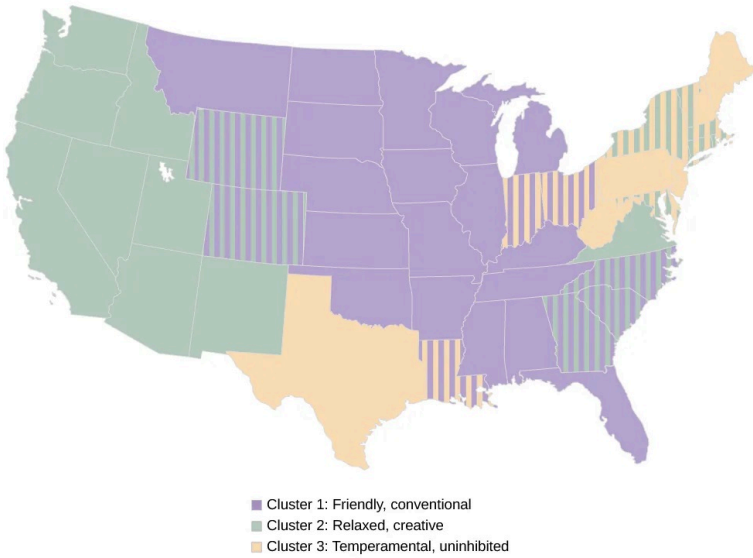 Cluster 1: Friendly, conventional
Cluster 2: Relaxed, creative
Cluster 3: Temperamental, uninhibited